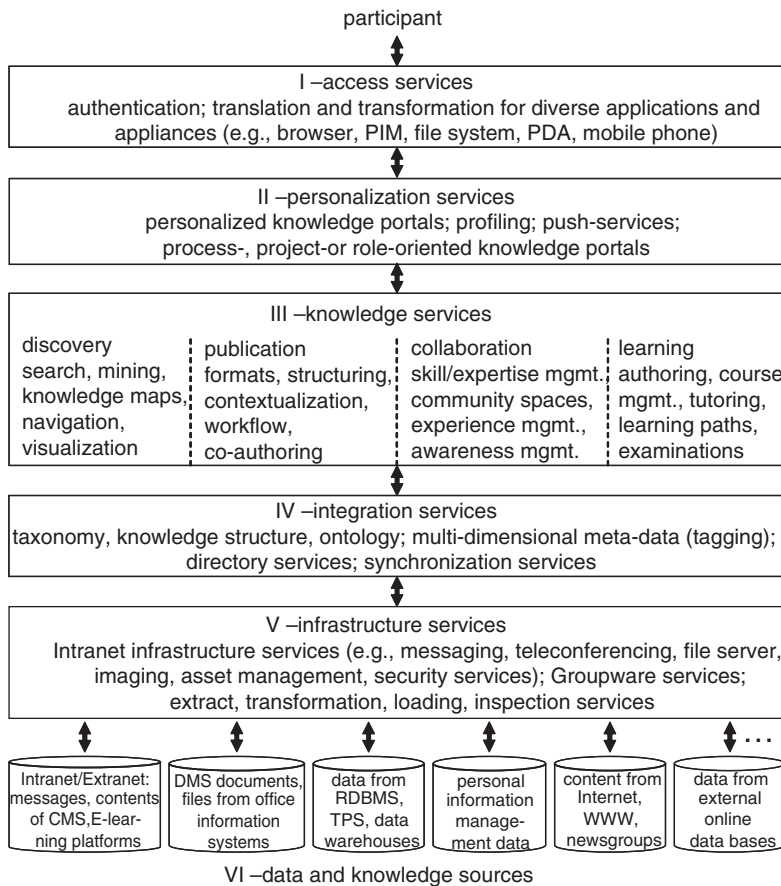 participant
I –access services
authentication; translation and transformation for diverse applications and
appliances (e.g., browser, PIM, file system, PDA, mobile phone)
II –personalization services
personalized knowledge portals; profiling; push-services;
process-, project-or role-oriented knowledge portals
III –knowledge services
discovery
search, mining,
knowledge maps,
navigation,
visualization
publication
formats, structuring,
contextualization,
workflow,
co-authoring
collaboration
skill/expertise mgmt.,
community spaces,
experience mgmt.,
awareness mgmt.
learning
authoring, course
mgmt., tutoring,
learning paths,
examinations
IV –integration services
taxonomy, knowledge structure, ontology; multi-dimensional meta-data (tagging);
directory services; synchronization services
V –infrastructure services
Intranet infrastructure services (e.g., messaging, teleconferencing, file server,
imaging, asset management, security services); Groupware services;
extract, transformation, loading, inspection services
...
Intranet/Extranet:
messages, contents
of CMS,E-lear-
ning platforms
DMS documents,
files from office
information
systems
data from
RDBMS,
TPS, data
warehouses
personal
information
manage-
ment data
content from
Internet,
WWW,
newsgroups
data from
external
online
data bases
VI –data and knowledge sources